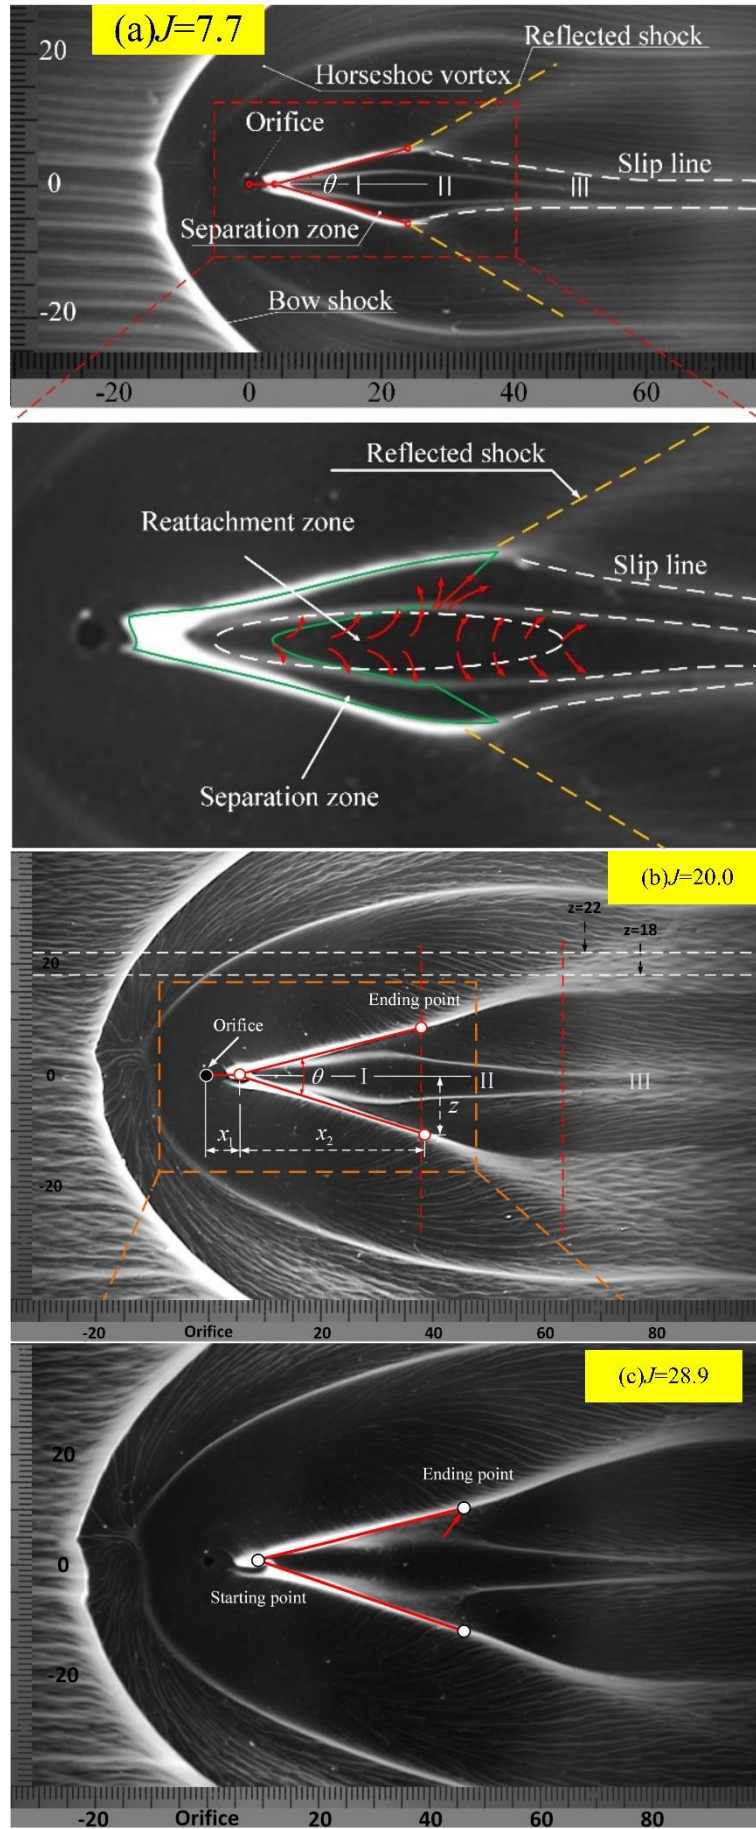 (a)J=7.7
20
Reflected shock
Horseshoe vortex
Orifice
Slip line
0
θ
I
II
III
Separation zone
Bow shock
-20
-20
0
20
40
60
Reflected shock
Reattachment zone
Slip line
Separation zone
(b)J=20.0
z=22
z=18
20
Ending point
Orifice
0
θ
I
II
III
z
x1
x2
-20
-20
Orifice
20
40
60
80
(c)J=28.9
20
Ending point
0
Starting point
-20
-20
Orifice
20
40
60
80